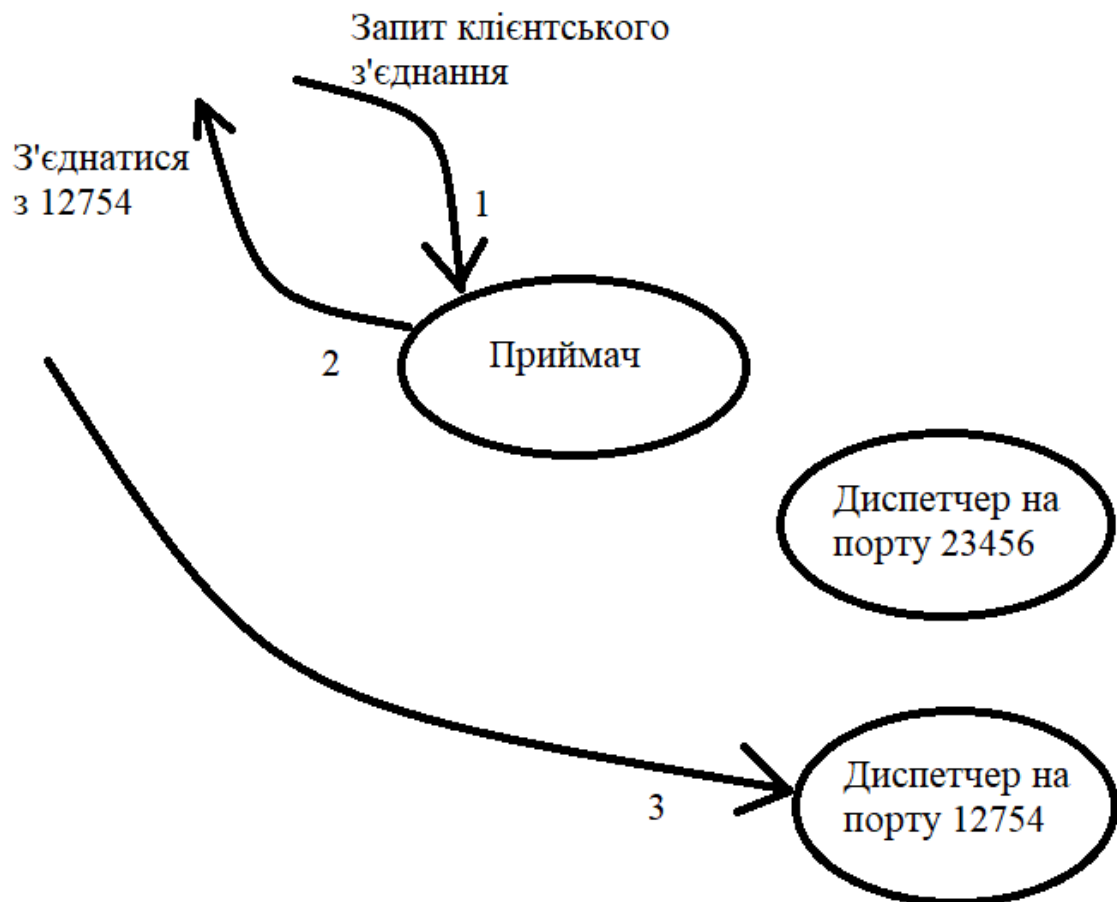 Запит клієнтського
з'єднання
З'єднатися
з 12754
1
2
Приймач
Диспетчер на
порту 23456
3
Диспетчер на
порту 12754